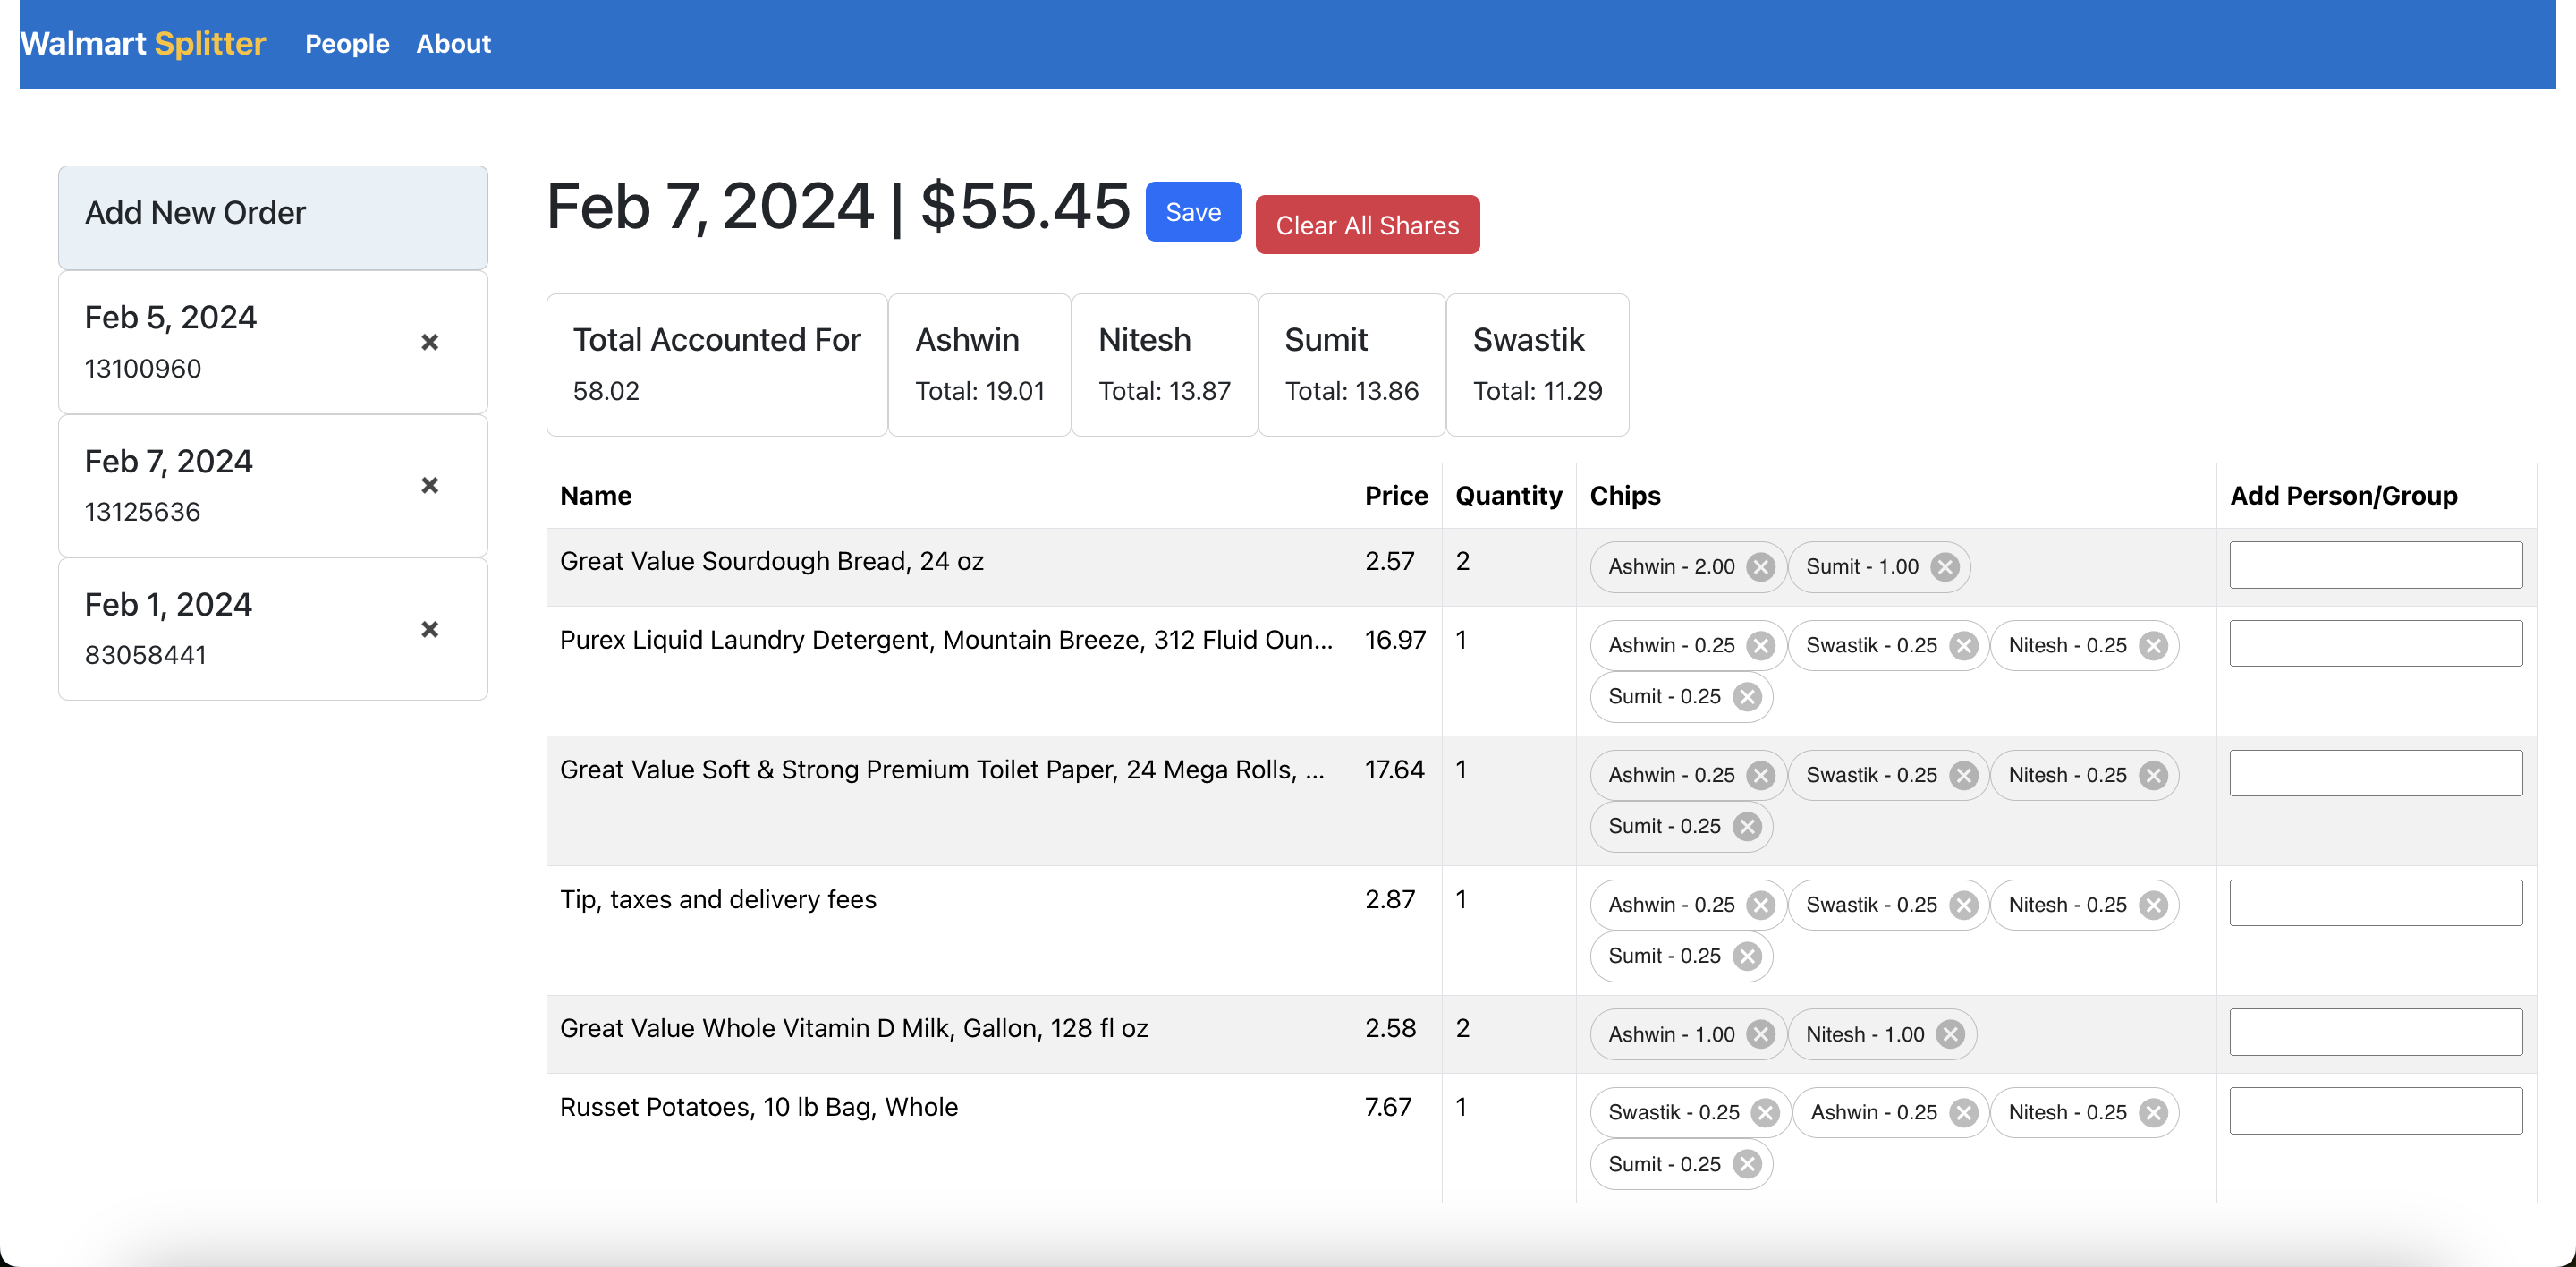 Walmart Splitter People About
Add New Order
Feb 5, 2024
13100960
Feb 7, 2024
13125636
Feb 1, 2024
83058441
Feb 7, 2024 | $55.45 Save Clear All Shares
Total Accounted For Ashwin Nitesh Sumit Swastik
58.02 Total: 19.01 Total: 13.87 Total: 13.86 Total: 11.29
Name Price Quantity Chips Add Person/Group
Great Value Sourdough Bread, 24 oz 2.57 2 Ashwin - 2.00 Sumit - 1.00
Purex Liquid Laundry Detergent, Mountain Breeze, 312 Fluid Oun... 16.97 1 Ashwin - 0.25 Swastik - 0.25 Nitesh - 0.25
Sumit - 0.25
Great Value Soft & Strong Premium Toilet Paper, 24 Mega Rolls, ... 17.64 1 Ashwin - 0.25 Swastik - 0.25 Nitesh - 0.25
Sumit - 0.25
Tip, taxes and delivery fees 2.87 1 Ashwin - 0.25 Swastik - 0.25 Nitesh - 0.25
Sumit - 0.25
Great Value Whole Vitamin D Milk, Gallon, 128 fl oz 2.58 2 Ashwin - 1.00 Nitesh - 1.00
Russet Potatoes, 10 lb Bag, Whole 7.67 1 Swastik - 0.25 Ashwin - 0.25 Nitesh - 0.25
Sumit - 0.25